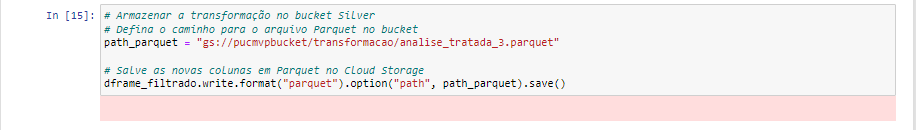 In [15]:
# Armazenar a transformação no bucket Silver
# Defina o caminho para o arquivo Parquet no bucket
path_parquet = "gs://pucmvpbucket/transformacao/analise_tratada_3.parquet"
# Salve as novas colunas em Parquet no Cloud Storage
dframe_filtrado.write.format("parquet").option("path", path_parquet).save()